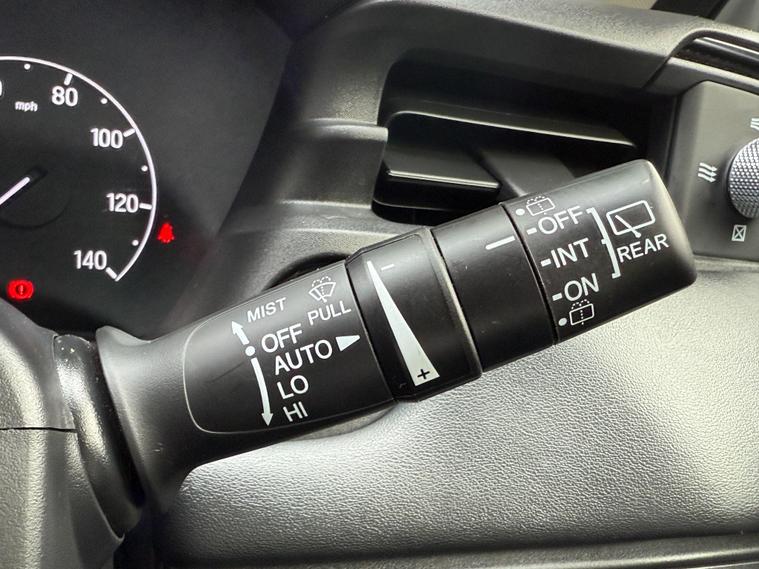 mph
80
100
120
140
MIST
PULL
OFF
AUTO
LO
HI
-
+
OFF
INT
ON
REAR